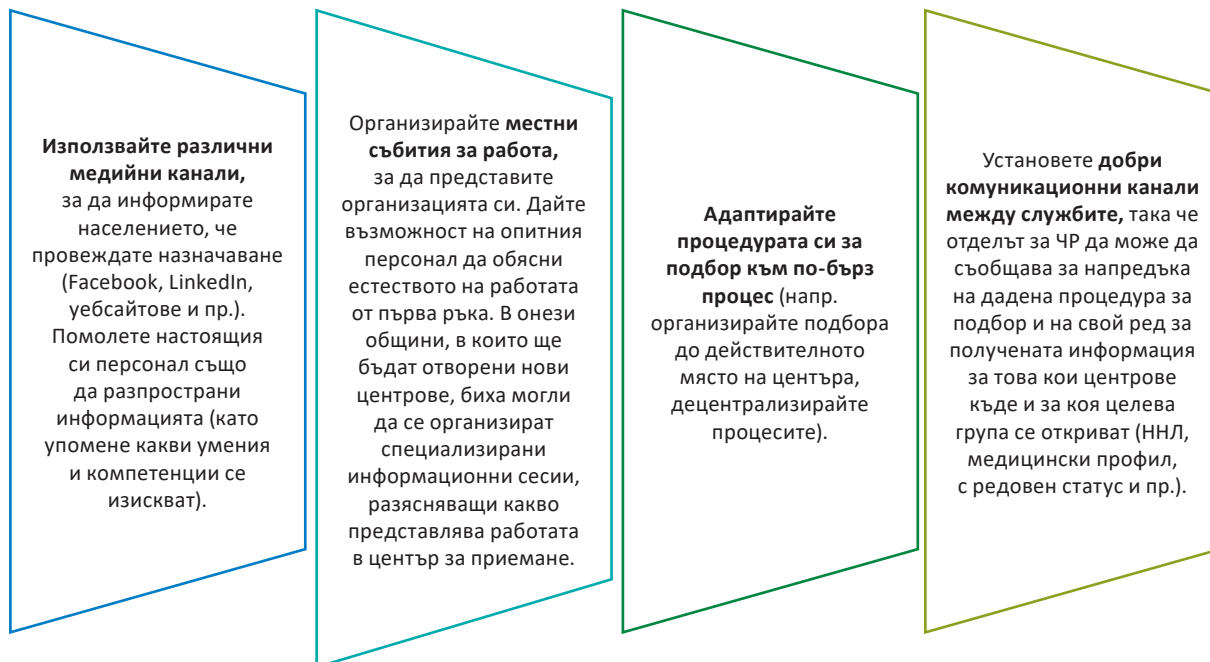 Използвайте различни
медийни канали,
за да информирате
населението, че
провеждате назначаване
(Facebook, LinkedIn,
уебсайтове и пр.).
Помолете настоящия
си персонал също
да разпространи
информацията (като
упомене какви умения
и компетенции се
изискват).
Организирайте местни
събития за работа,
за да представите
организацията си. Дайте
възможност на опитния
персонал да обясни
естеството на работата
от първа ръка. В онези
общини, в които ще
бъдат отворени нови
центрове, биха могли
да се организират
специализирани
информационни сесии,
разясняващи какво
представлява работата
в център за приемане.
Адаптирайте
процедурата си за
подбор към по-бърз
процес (напр.
организирайте подбора
до действителното
място на центъра,
децентрализирайте
процесите).
Установете добри
комуникационни канали
между службите, така че
отделът за ЧР да може да
съобщава за напредъка
на дадена процедура за
подбор и на свой ред за
получената информация
за това кои центрове
къде и за коя целева
група се откриват (ННЛ,
медицински профил,
с редовен статус и пр.).